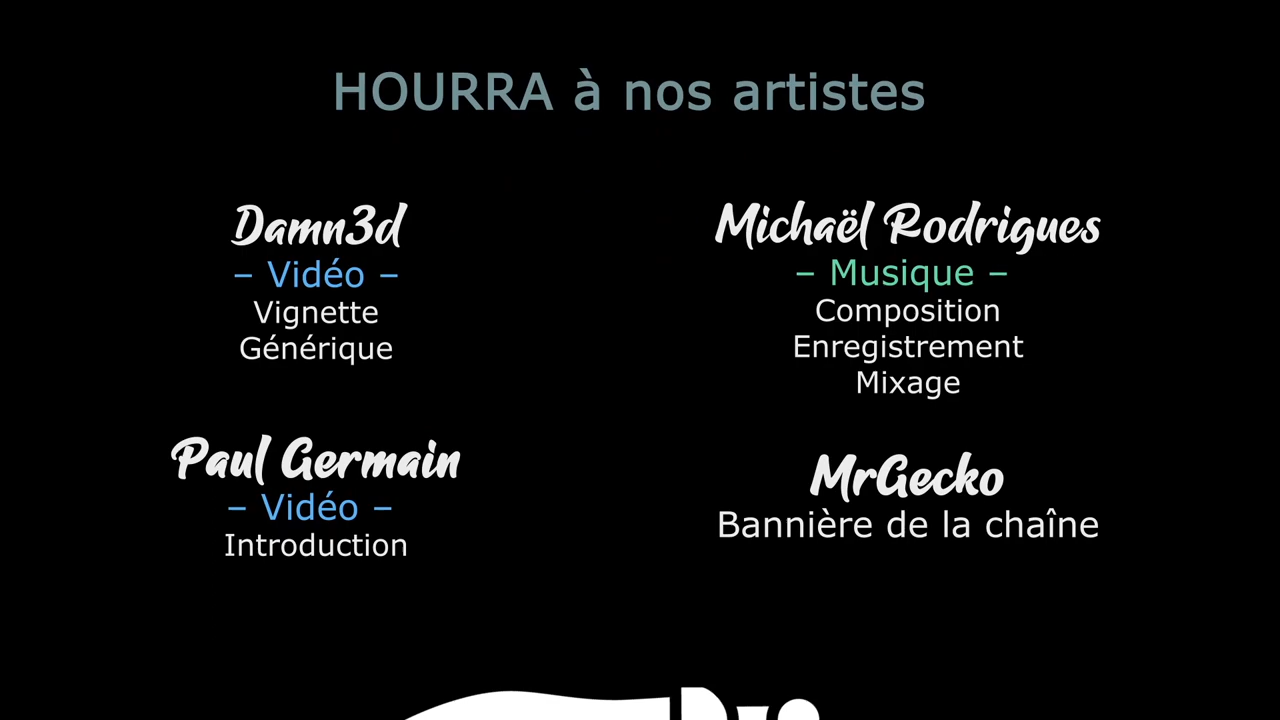 HOURRA à nos artistes
Damn3d
– Vidéo –
Vignette
Générique
Michaël Rodrigues
– Musique –
Composition
Enregistrement
Mixage
Paul Germain
– Vidéo –
Introduction
MrGecko
Bannière de la chaîne